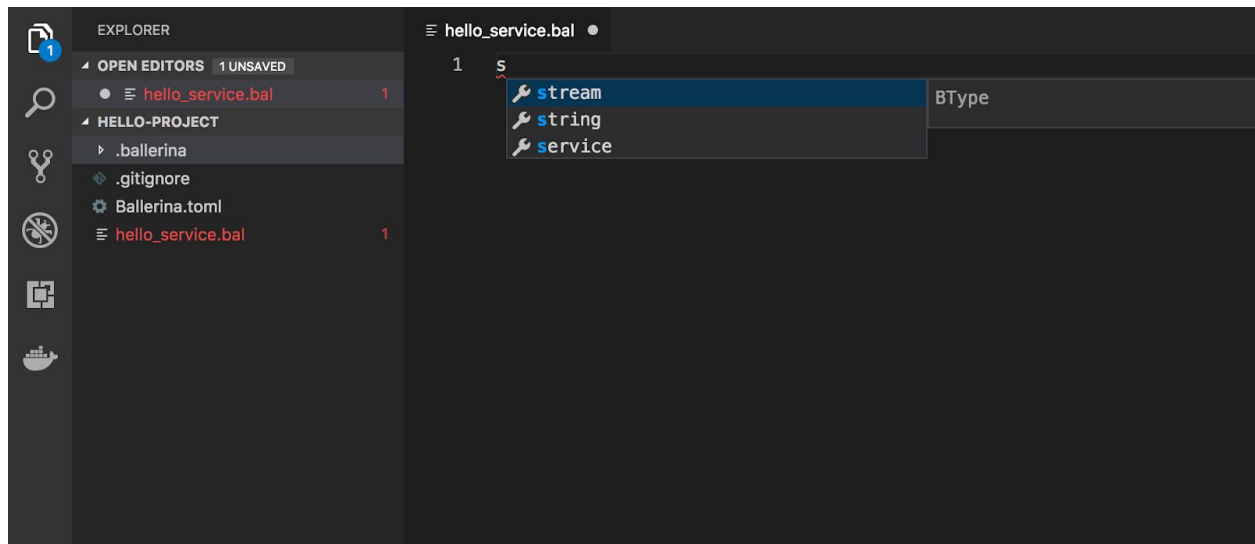 1
EXPLORER
OPEN EDITORS 1 UNSAVED
hello_service.bal 1
HELLO-PROJECT
.ballerina
.gitignore
Ballerina.toml
hello_service.bal 1
hello_service.bal
1 s
stream BType
string
service